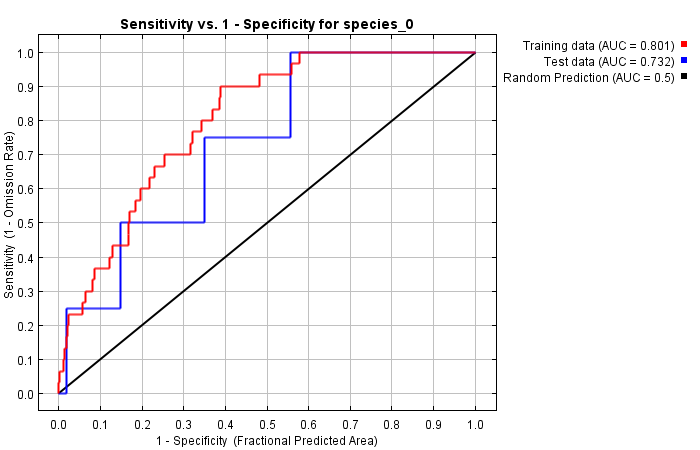 Sensitivity vs. 1 - Specificity for species_0
Training data (AUC = 0.801)
Test data (AUC = 0.732)
Random Prediction (AUC = 0.5)
Sensitivity (1 - Omission Rate)
1.0
0.9
0.8
0.7
0.6
0.5
0.4
0.3
0.2
0.1
0.0
0.0 0.1 0.2 0.3 0.4 0.5 0.6 0.7 0.8 0.9 1.0
1 - Specificity (Fractional Predicted Area)